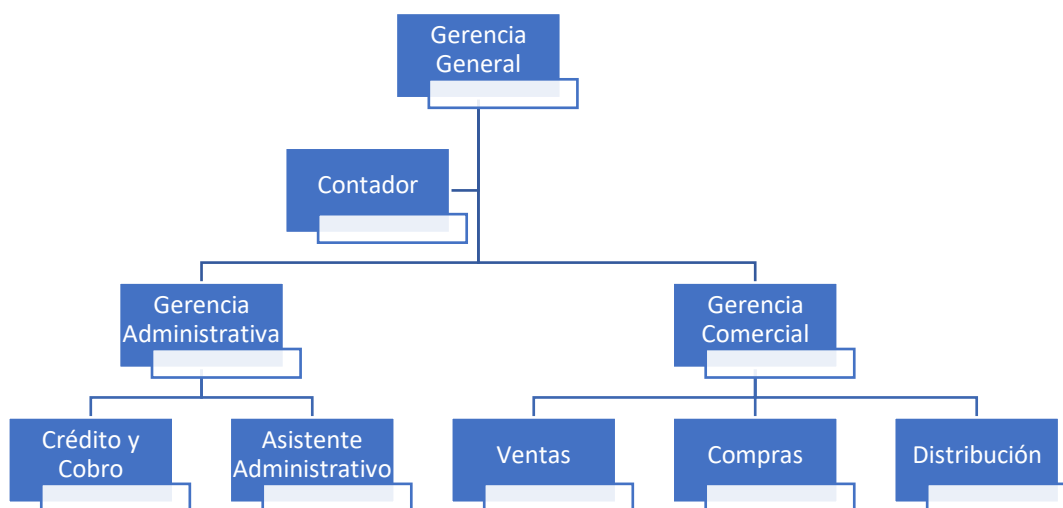 Gerencia
General
Contador
Gerencia
Administrativa
Gerencia
Comercial
Crédito y
Cobro
Asistente
Administrativo
Ventas
Compras
Distribución